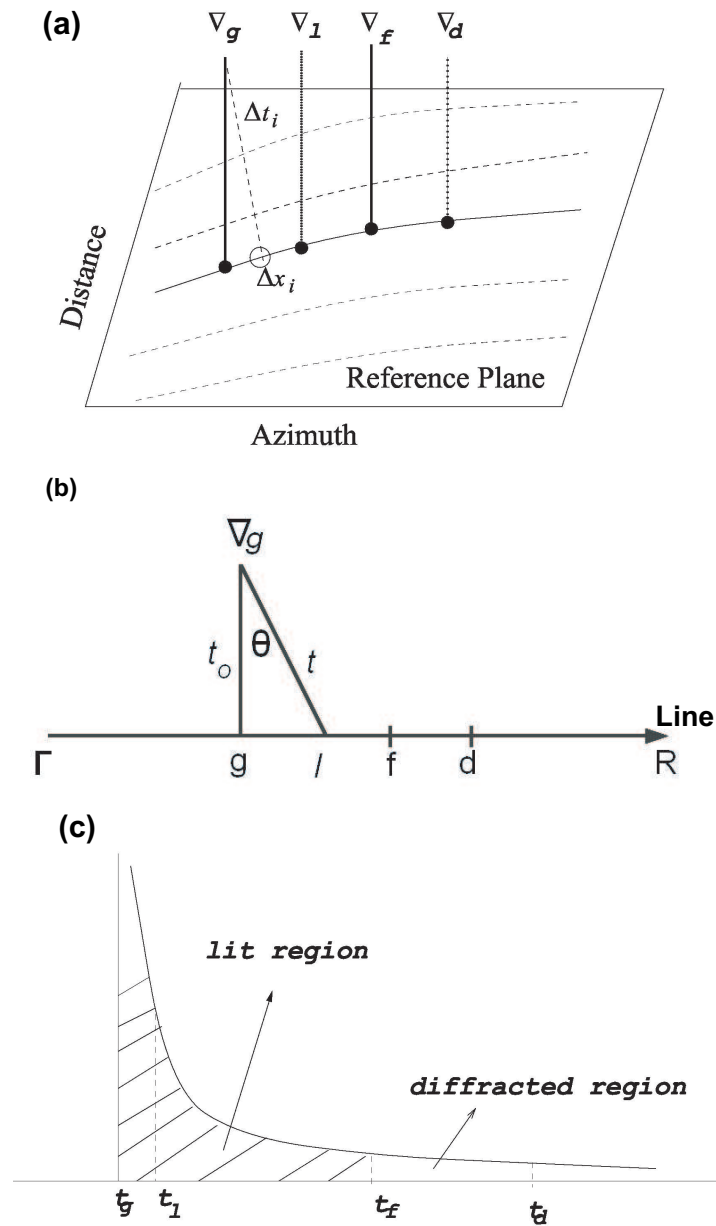 (a)
∇g ∇l ∇f ∇d
Δti
Δxi
Distance
Reference Plane
Azimuth
(b)
∇g
to θ t
Line
Γ g l f d R
(c)
lit region
diffracted region
tg tl tf td